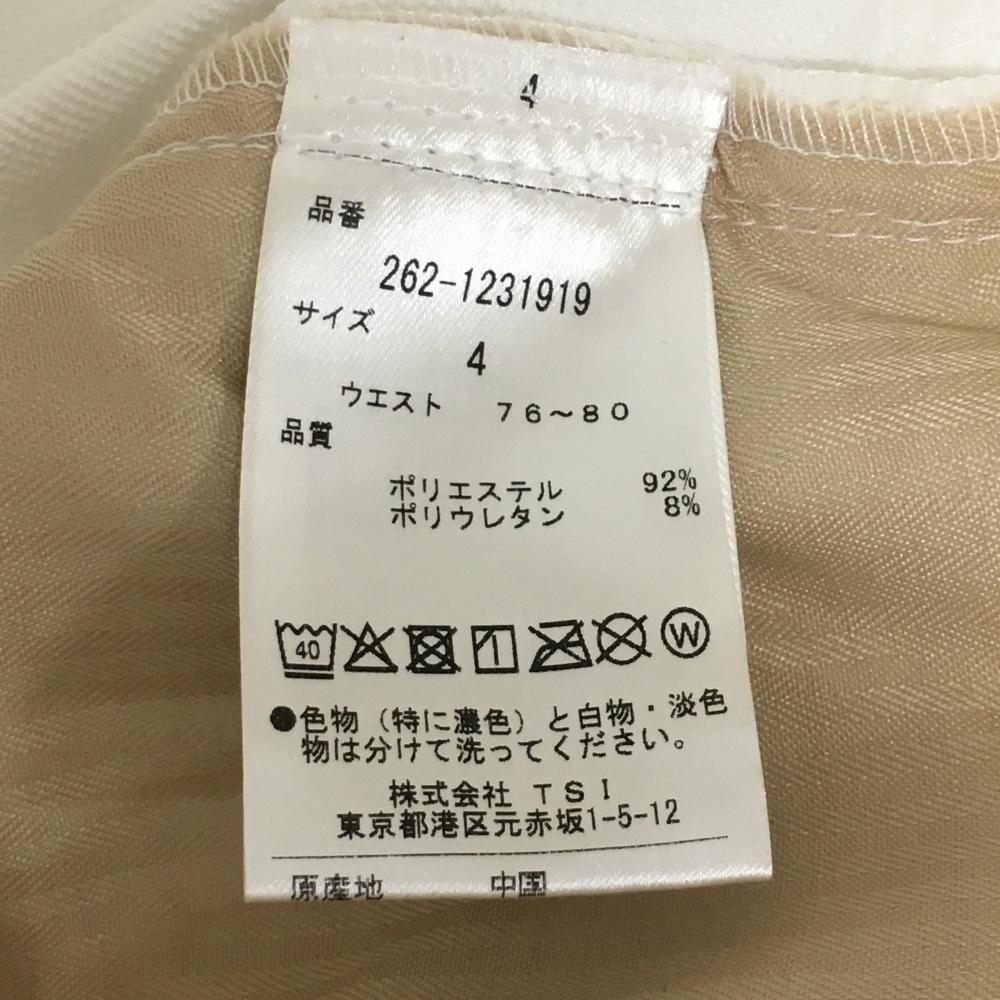 4
品番
262-1231919
サイズ
4
ウエスト 76~80
品質
ポリエステル 92%
ポリウレタン 8%
40 1 W
●色物(特に濃色)と白物・淡色
物は分けて洗ってください。
株式会社 TSI
東京都港区元赤坂1-5-12
原産地 中国